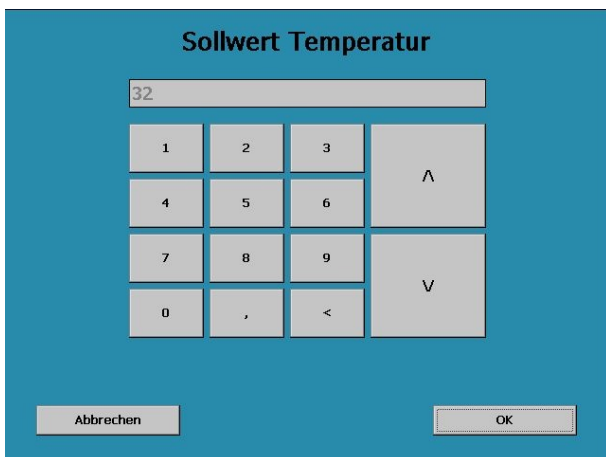 Sollwert Temperatur
32
1 2 3 Λ
4 5 6
7 8 9 V
0 , <
Abbrechen OK